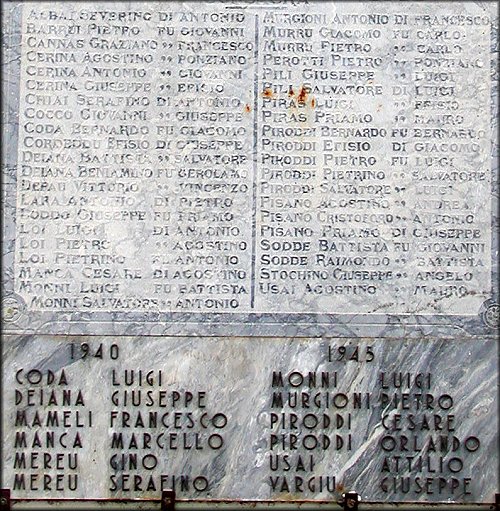 ALBAI SEVERINO DI ANTONIO
BARREI PIETRO FU GIOVANNI
CANNAS GRAZIANO " FRANCESCO
CERINA AGOSTINO " PONZIANO
CERINA ANTONIO " GIOVANNI
CERINA GIUSEPPE " EFICIO
CHIAI SERAFINO DI ANTONIO
COCCO GIOVANNI " GIUSEPPE
CODA BERNARDO FU GIACOMO
CORODDU EFISIO DI GIUSEPPE
DEIANA BATTISTA " SALVATORE
DEIANA BENIAMINO FU GEROLAMO
DEPAU VITTORIO " VINCENZO
LARA ANTONIO DI PIETRO
LODDO GIUSEPPE FU PRIAMO
LOI LUIGI DI ANTONIO
LOI PIETRO " AGOSTINO
LOI PIETRINO FU ANTONIO
MANCA CESARE DI AGOSTINO
MONNI LUIGI FU BATTISTA
MONNI SALVATORE " ANTONIO
MURGIONI ANTONIO DI FRANCESCO
MURRU GIACOMO FU CARLO
MURRU PIETRO " CARLO
PEROTTI PIETRO " PONZIANO
PILI GIUSEPPE " LUIGI
PILI SALVATORE DI LUIGI
PIRAS LUIGI " EFISIO
PIRAS PRIAMO " MAURO
PIRODDI BERNARDO FU BERNARDO
PIRODDI EFISIO DI GIACOMO
PIRODDI PIETRO FU LUIGI
PIRODDI PIETRINO " SALVATORE
PIRODDI SALVATORE " LUIGI
PISANO AGOSTINO " ANDREA
PISANO CRISTOFORO " ANTONIO
PISANO PRIAMO DI GIUSEPPE
SODDE BATTISTA FU GIOVANNI
SODDE RAIMONDO " BATTISTA
STOCHINO GIUSEPPE " ANGELO
USAI AGOSTINO " MAURO
1940 1945
CODA LUIGI
DEIANA GIUSEPPE
MAMELI FRANCESCO
MANCA MARCELLO
MEREU GINO
MEREU SERAFINO
MONNI LUIGI
MURGIONI PIETRO
PIRODDI CESARE
PIRODDI ORLANDO
USAI ATTILIO
VARGIU GIUSEPPE